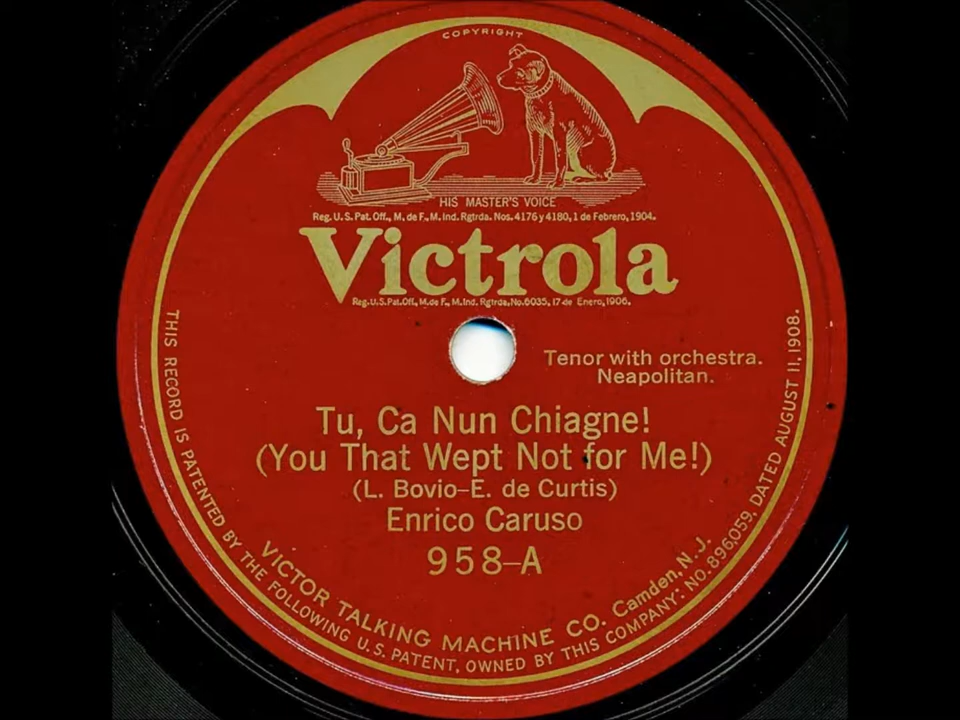 COPYRIGHT
HIS MASTER'S VOICE
Reg. U.S. Pat. Off., M. de F., M. Ind. Rgtrda. Nos. 4176 y 4180, 1 de Febrero, 1904.
Victrola
Reg. U.S. Pat. Off., M. de F., M. Ind. Rgtrda, No. 6035, 17 de Enero, 1906.
Tenor with orchestra.
Neapolitan.
Tu, Ca Nun Chiagne!
(You That Wept Not for Me!)
(L. Bovio–E. de Curtis)
Enrico Caruso
958–A
VICTOR TALKING MACHINE CO. Camden, N.J.
THIS RECORD IS PATENTED BY THE FOLLOWING U.S. PATENT, OWNED BY THIS COMPANY: NO. 896,059, DATED AUGUST 11, 1908.